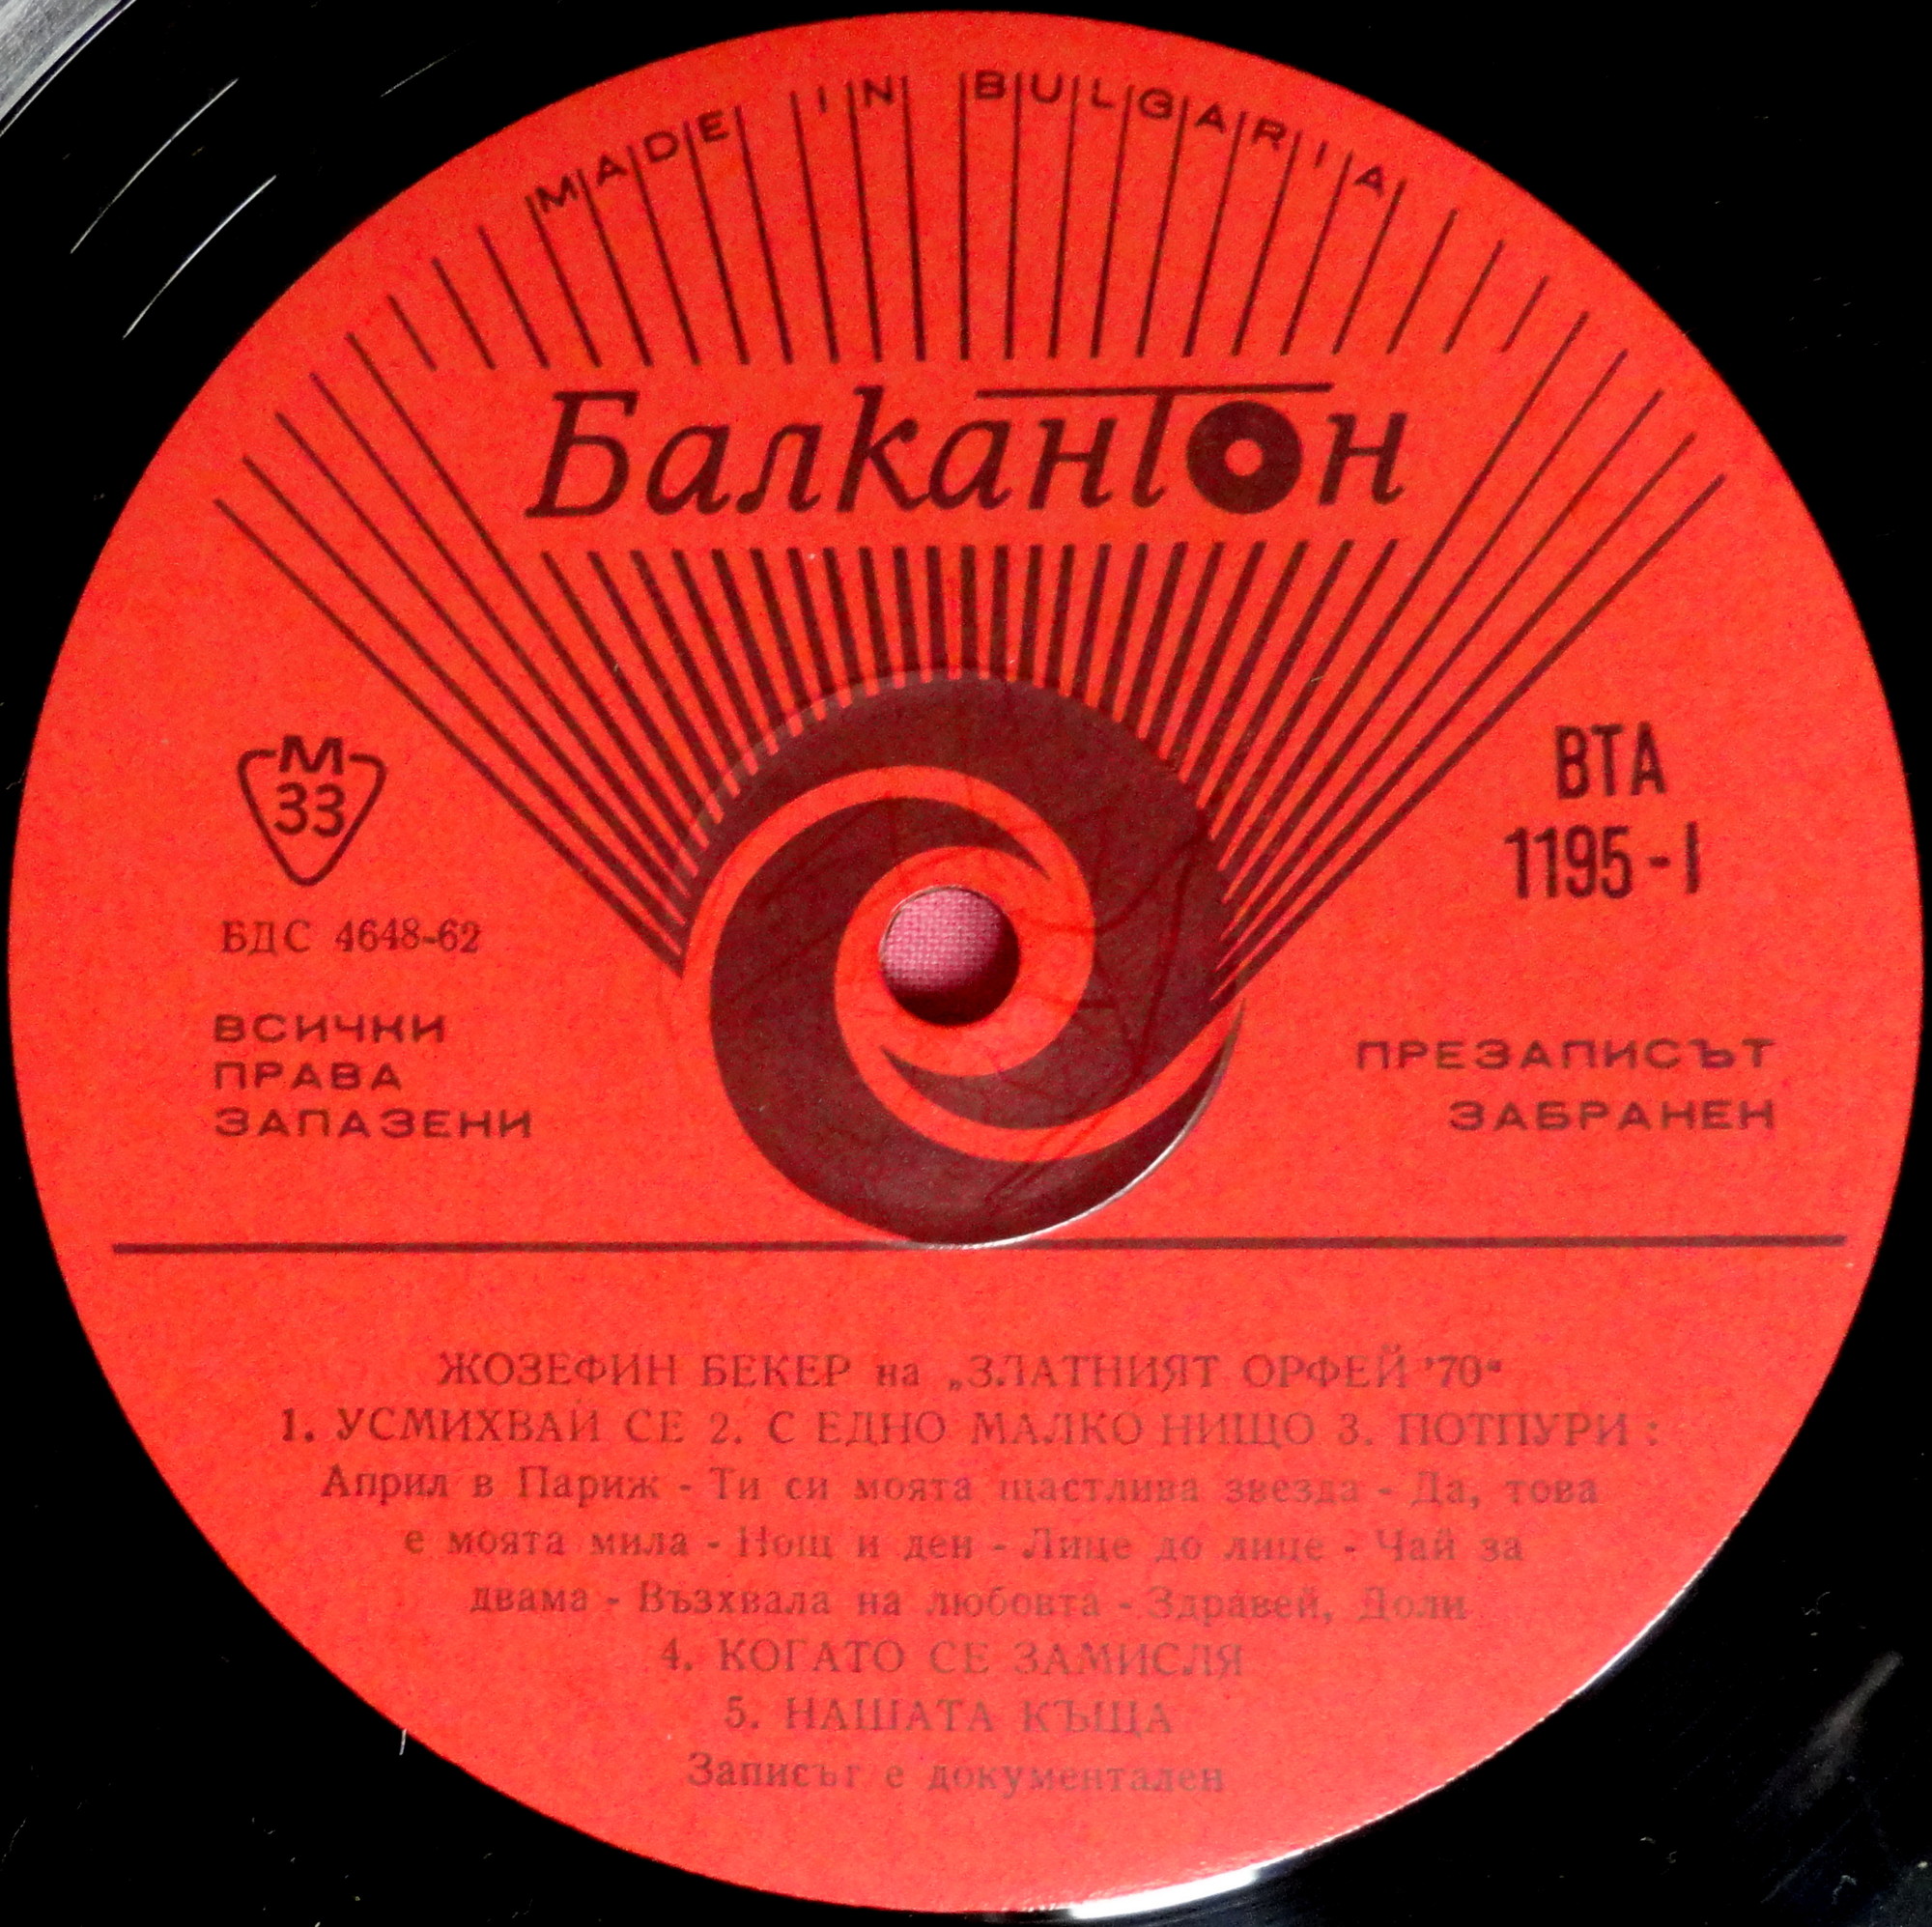 MADE IN BULGARIA
Балкантон
М
33
ВТА
1195-I
БДС 4648-62
ВСИЧКИ
ПРАВА
ЗАПАЗЕНИ
ПРЕЗАПИСЪТ
ЗАБРАНЕН
ЖОЗЕФИН БЕКЕР на „ЗЛАТНИЯТ ОРФЕЙ '70“
1. УСМИХВАЙ СЕ 2. С ЕДНО МАЛКО НИЩО 3. ПОТПУРИ :
Април в Париж - Ти си моята щастлива звезда - Да, това
е моята мила - Нощ и ден - Лице до лице - Чай за
двама - Възхвала на любовта - Здравей, Доли
4. КОГАТО СЕ ЗАМИСЛЯ
5. НАШАТА КЪЩА
Записът е документален